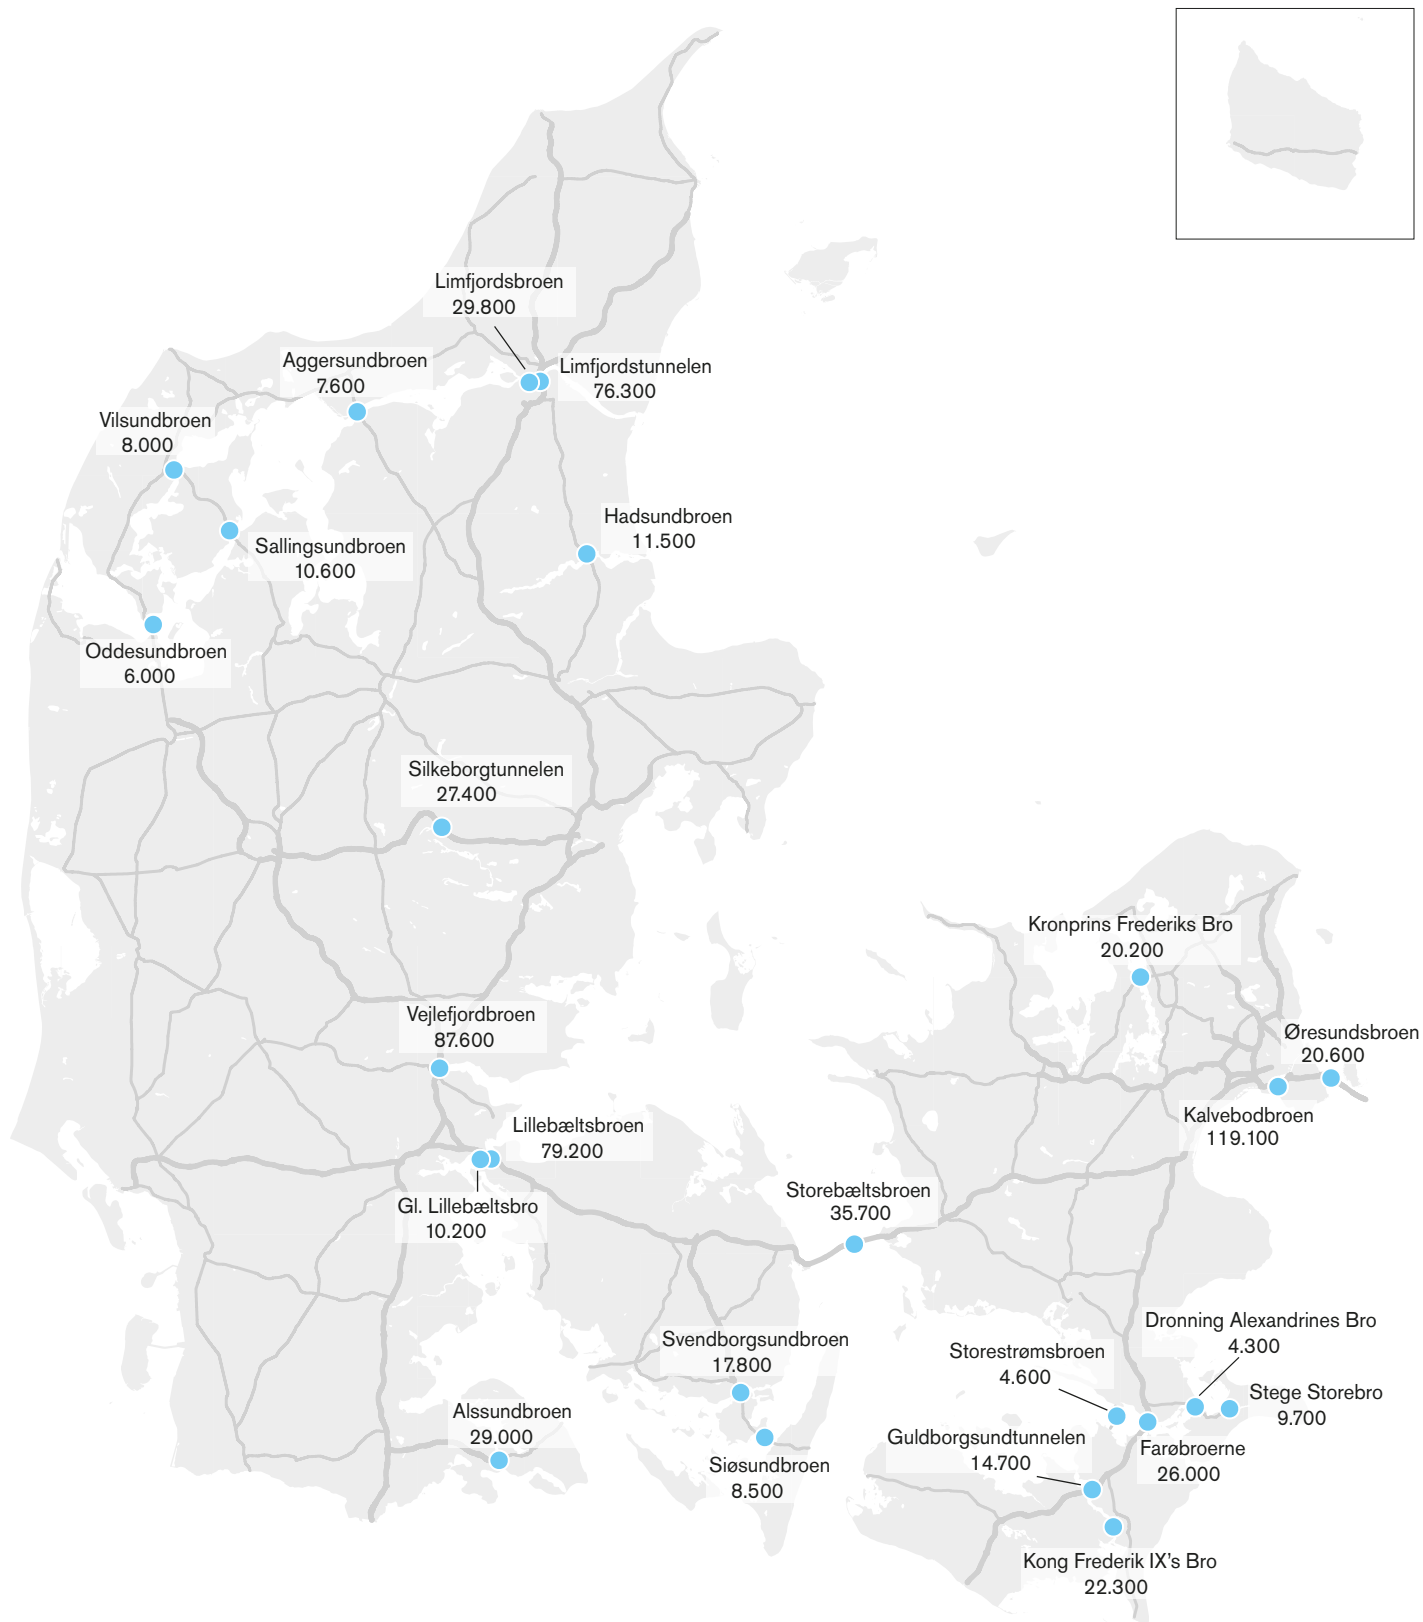 Limfjordsbroen
29.800
Aggersundbroen
7.600
Limfjordstunnelen
76.300
Vilsundbroen
8.000
Hadsundbroen
11.500
Sallingsundbroen
10.600
Oddesundbroen
6.000
Silkeborgtunnelen
27.400
Kronprins Frederiks Bro
20.200
Vejlefjordbroen
87.600
Øresundsbroen
20.600
Kalvebodbroen
119.100
Lillebæltsbroen
79.200
Gl. Lillebæltsbro
10.200
Storebæltsbroen
35.700
Svendborgsundbroen
17.800
Dronning Alexandrines Bro
4.300
Storestrømsbroen
4.600
Stege Storebro
9.700
Alssundbroen
29.000
Guldborgsundtunnelen
14.700
Farøbroerne
26.000
Siøsundbroen
8.500
Kong Frederik IX's Bro
22.300